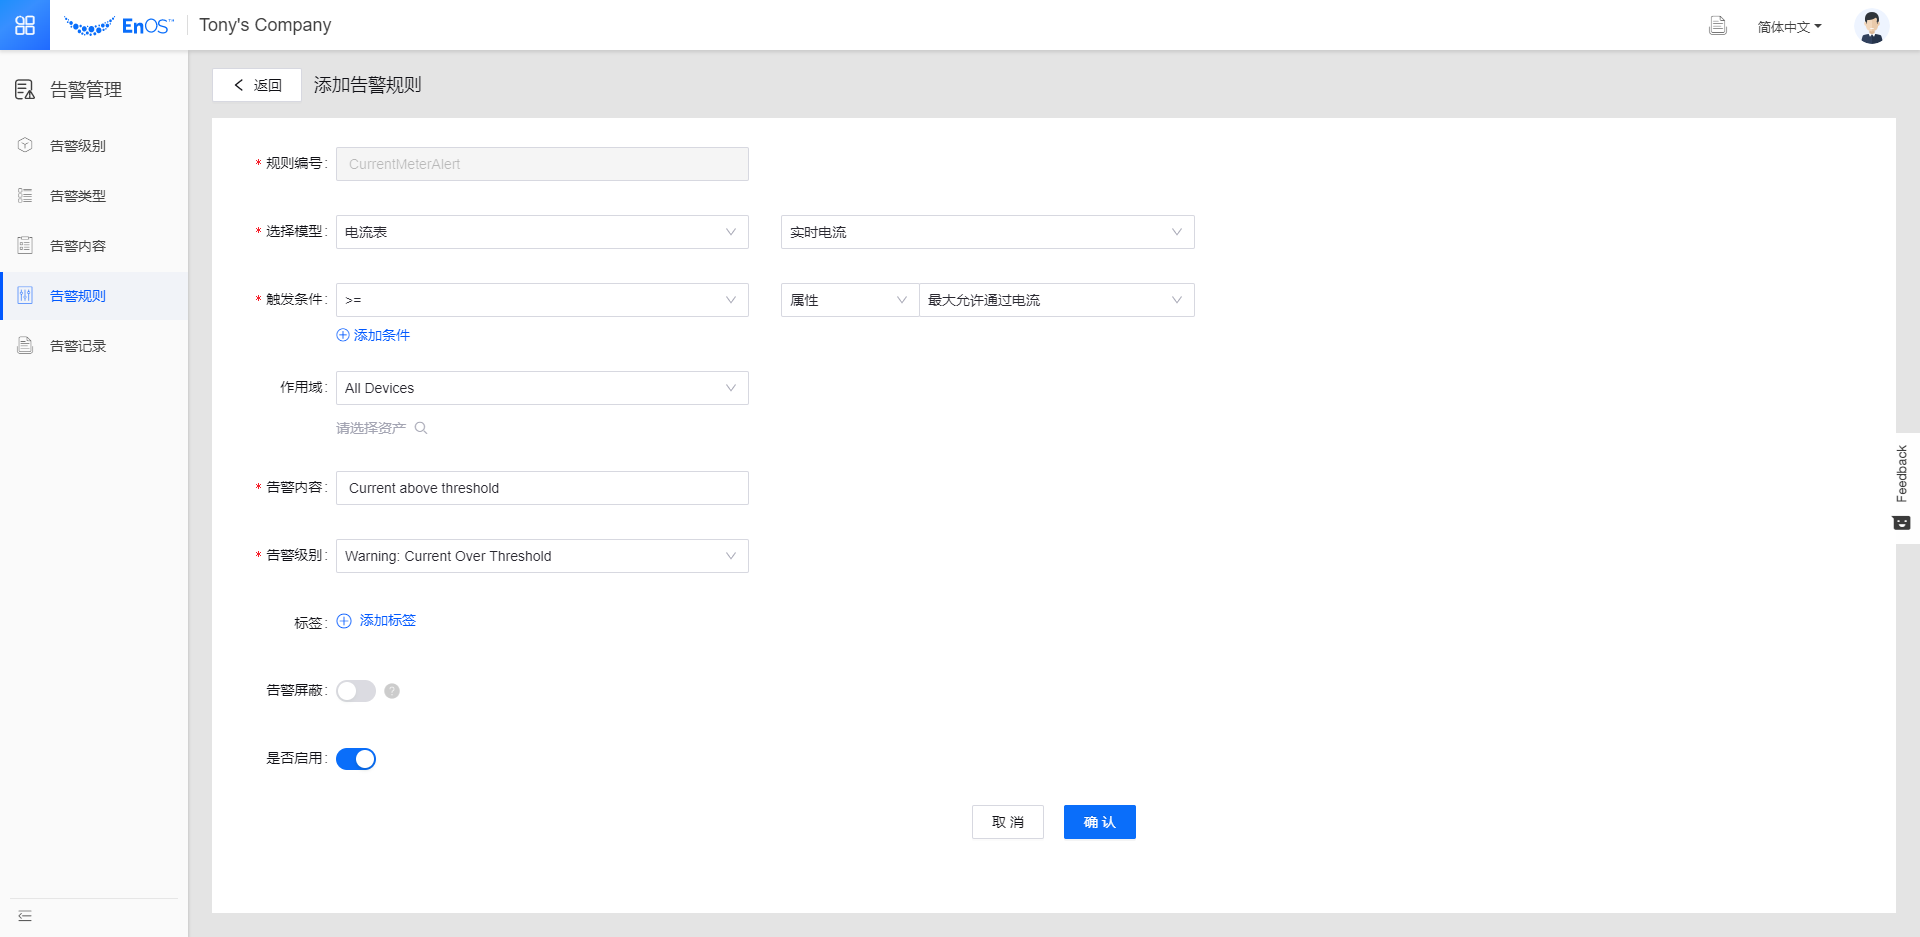 EnOS™
Tony's Company
简体中文
告警管理
告警级别
告警类型
告警内容
告警规则
告警记录
返回
添加告警规则
* 规则编号:
CurrentMeterAlert
* 选择模型:
电流表
实时电流
* 触发条件:
>=
属性
最大允许通过电流
添加条件
作用域:
All Devices
请选择资产
* 告警内容:
Current above threshold
* 告警级别:
Warning: Current Over Threshold
标签:
添加标签
告警屏蔽:
?
是否启用:
取 消
确 认
Feedback